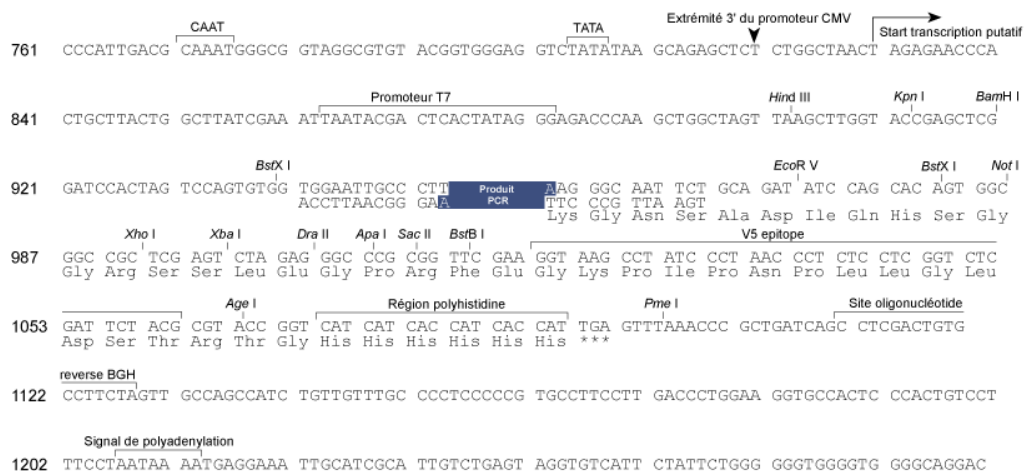 CAAT TATA Extrémité 3' du promoteur CMV Start transcription putatif
761 CCCATTGACG CAAATGGGCG GTAGGCGTGT ACGGTGGGAG GTCTATATAA GCAGAGCTCT CTGGCTAACT AGAGAACCCA
Promoteur T7 Hind III Kpn I BamH I
841 CTGCTTACTG GCTTATCGAA ATTAATACGA CTCACTATAGG GAGACCCAA GCTGGCTAGT TAAGCTTGGT ACCGAGCTCG
BstX I EcoR V BstX I Not I
921 GATCCACTAG TCCAGTGTGG TGGAATTGCC CTT Produit PCR AAG GGC AAT TCT GCA GAT ATC CAG CAC AGT GGC
ACCTTAACGG GAA TTC CCG TTA AGT
Lys Gly Asn Ser Ala Asp Ile Gln His Ser Gly
Xho I Xba I Dra II Apa I Sac II BstB I V5 epitope
987 GGC CGC TCG AGT CTA GAG GGC CCG CGG TTC GAA GGT AAG CCT ATC CCT AAC CCT CTC CTC GGT CTC
Gly Arg Ser Ser Leu Glu Gly Pro Arg Phe Glu Gly Lys Pro Ile Pro Asn Pro Leu Leu Gly Leu
Age I Région polyhistidine Pme I Site oligonucléotide
1053 GAT TCT ACG CGT ACC GGT CAT CAT CAC CAT CAC CAT TGA GTTTAAACCC GCTGATCAGC CTCGACTGTG
Asp Ser Thr Arg Thr Gly His His His His His His ***
reverse BGH
1122 CCTTCTAGTT GCCAGCCATC TGTTGTTTGC CCCTCCCCCG TGCCTTCCTT GACCCTGGAA GGTGCCACTC CCACTGTCCT
Signal de polyadenylation
1202 TTCCTAATAA AATGAGGAAA TTGCATCGCA TTGTCTGAGT AGGTGTCATT CTATTCTGGG GGGTGGGGTG GGGCAGGAC